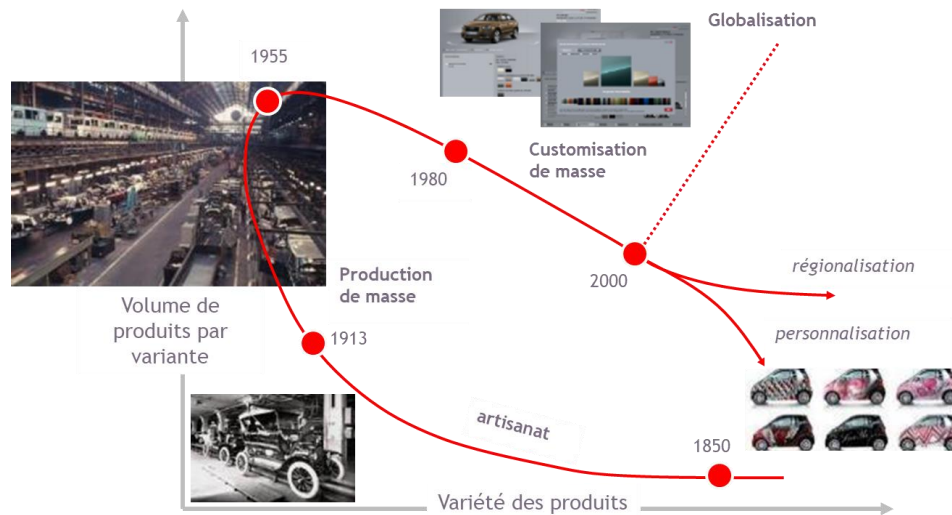 Globalisation
1955
Customisation
de masse
1980
2000
régionalisation
Production
de masse
Volume de
produits par
variante
1913
personnalisation
artisanat
1850
Variété des produits